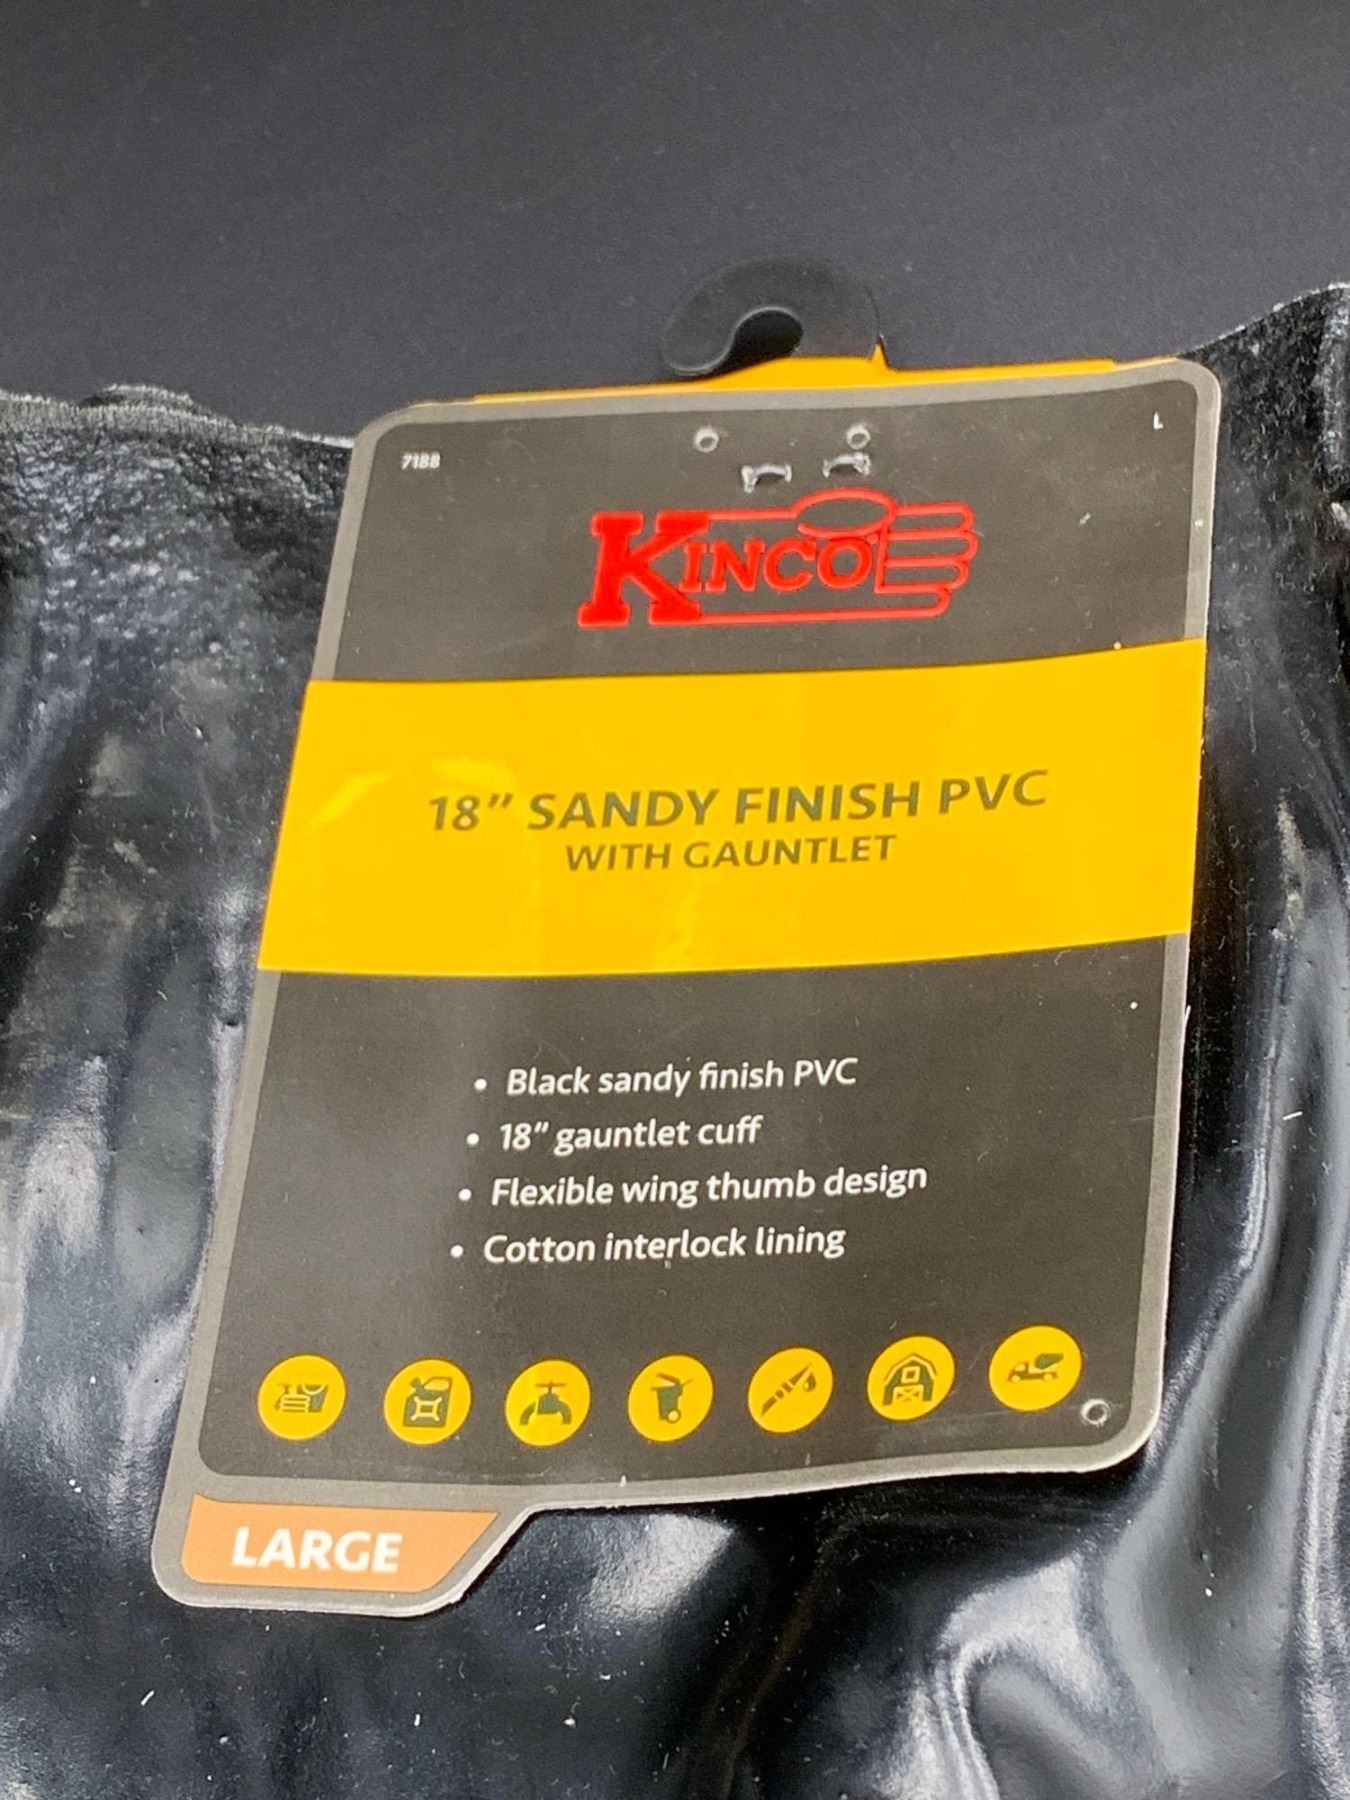 7188
L
KINCO
18" SANDY FINISH PVC
WITH GAUNTLET
• Black sandy finish PVC
• 18" gauntlet cuff
• Flexible wing thumb design
• Cotton interlock lining
LARGE